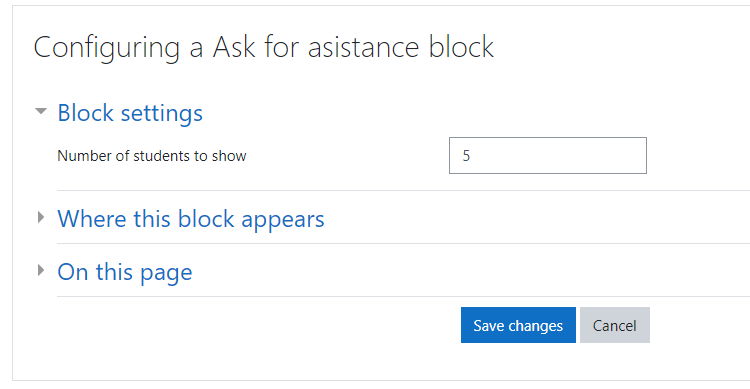 Configuring a Ask for asistance block
Block settings
Number of students to show
5
Where this block appears
On this page
Save changes
Cancel